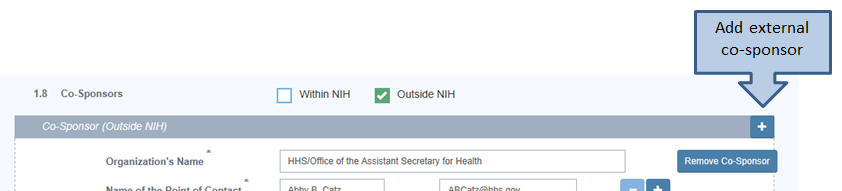 Add external
co-sponsor
1.8 Co-Sponsors Within NIH Outside NIH
Co-Sponsor (Outside NIH) +
Organization's Name * HHS/Office of the Assistant Secretary for Health Remove Co-Sponsor
Name of the Point of Contact * Abby B. Catz ABCatz@hhs.gov - +